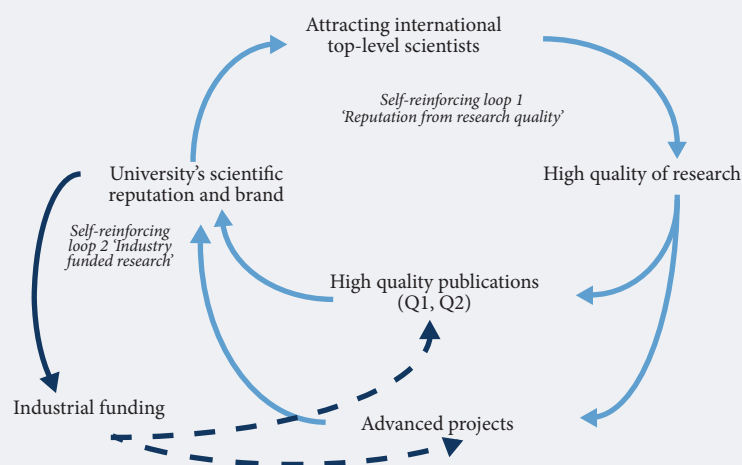 Attracting international
top-level scientists
Self-reinforcing loop 1
‘Reputation from research quality’
University’s scientific
reputation and brand
High quality of research
Self-reinforcing
loop 2 ‘Industry
funded research’
High quality publications
(Q1, Q2)
Industrial funding
Advanced projects